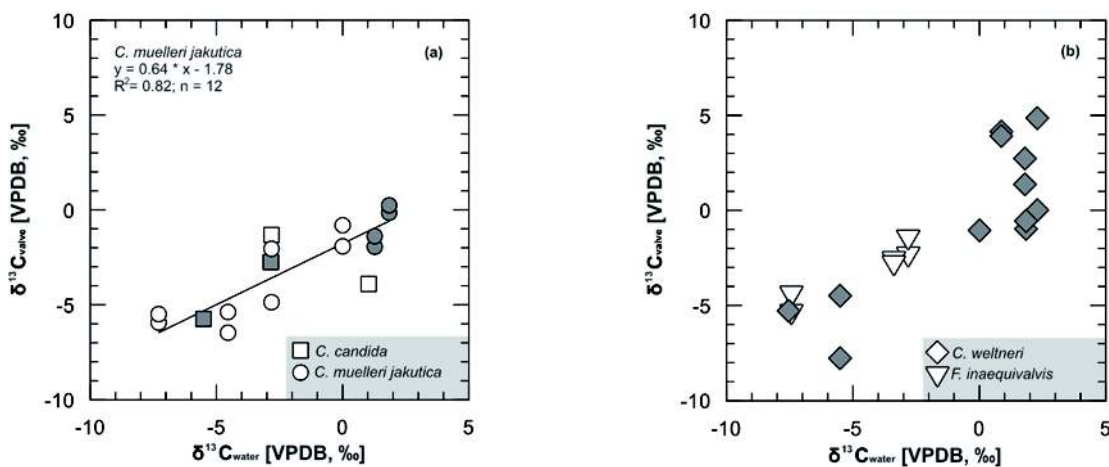 10
5
0
-5
-10
δ¹³Cvalve [VPDB, ‰]
C. muelleri jakutica
y = 0.64 * x - 1.78
R²= 0.82; n = 12
(a)
C. candida
C. muelleri jakutica
-10 -5 0 5
δ¹³Cwater [VPDB, ‰]
10
5
0
-5
-10
δ¹³Cvalve [VPDB, ‰]
(b)
C. weltneri
F. inaequivalvis
-10 -5 0 5
δ¹³Cwater [VPDB, ‰]